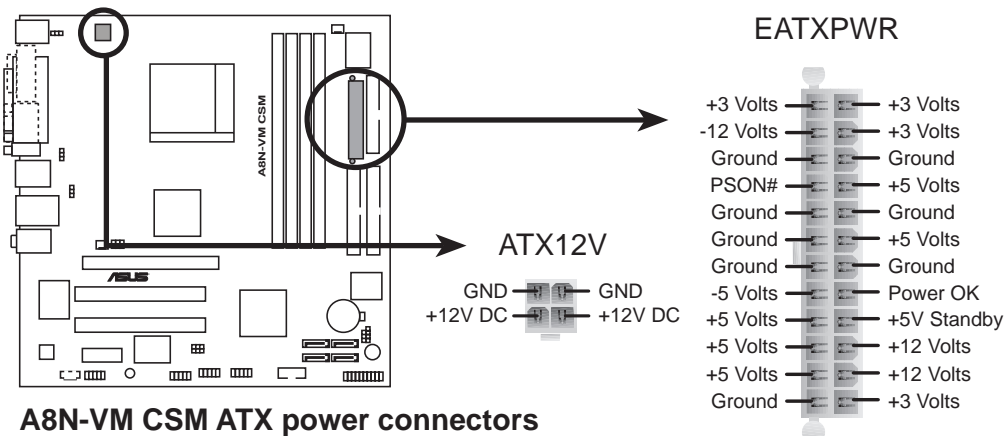 EATXPWR
A8N-VM CSM
/SUS
+3 Volts +3 Volts
-12 Volts +3 Volts
Ground Ground
PSON# +5 Volts
Ground Ground
Ground +5 Volts
Ground Ground
-5 Volts Power OK
+5 Volts +5V Standby
+5 Volts +12 Volts
+5 Volts +12 Volts
Ground +3 Volts
ATX12V
GND GND
+12V DC +12V DC
A8N-VM CSM ATX power connectors